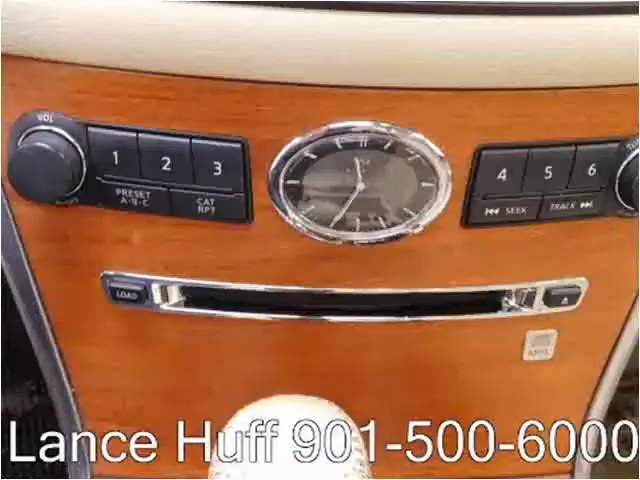 VOL
1 2 3
PRESET
A·B·C
CAT
RPT
4 5 6
SEEK TRACK
LOAD
Lance Huff 901-500-6000